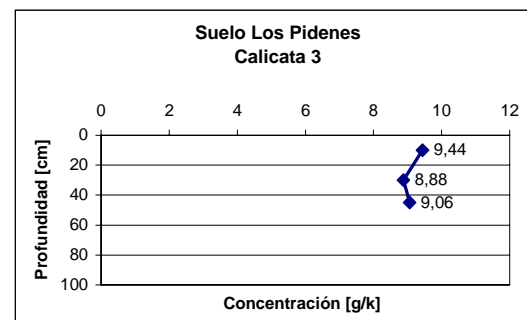 Suelo Los Pidenes
Calicata 3
0 2 4 6 8 10 12
0
20
40
60
80
100
Profundidad [cm]
9,44
8,88
9,06
Concentración [g/k]